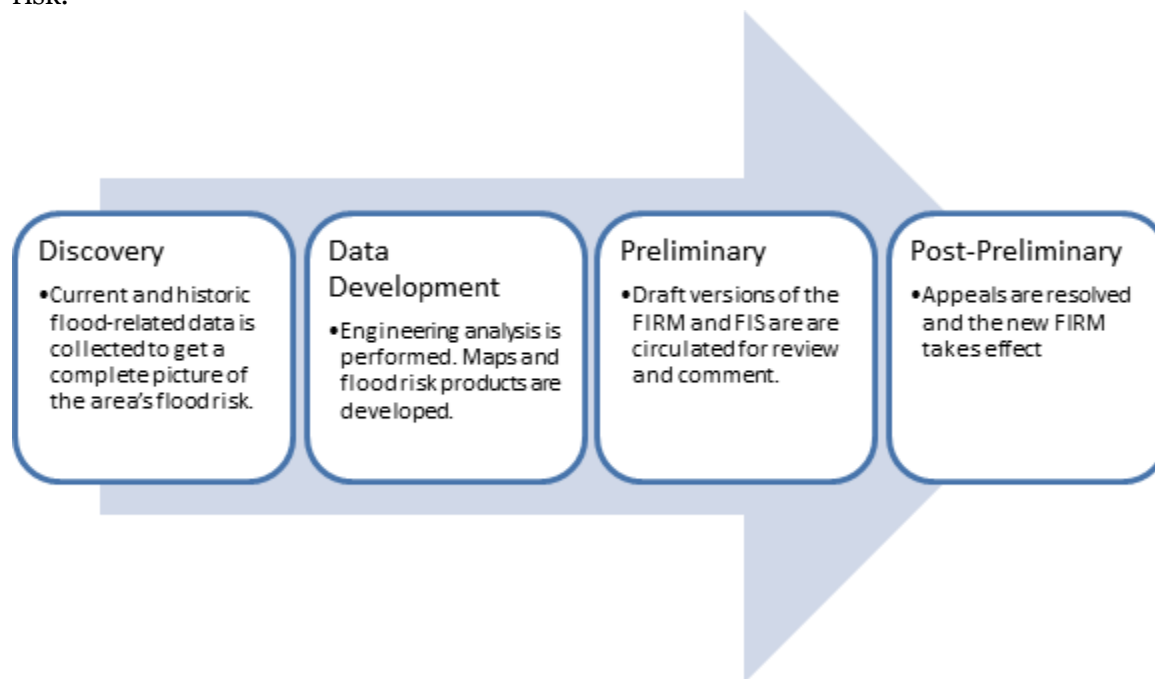 risk.
Discovery
•Current and historic
flood-related data is
collected to get a
complete picture of
the area's flood risk.
Data
Development
•Engineering analysis is
performed. Maps and
flood risk products are
developed.
Preliminary
•Draft versions of the
FIRM and FIS are are
circulated for review
and comment.
Post-Preliminary
•Appeals are resolved
and the new FIRM
takes effect